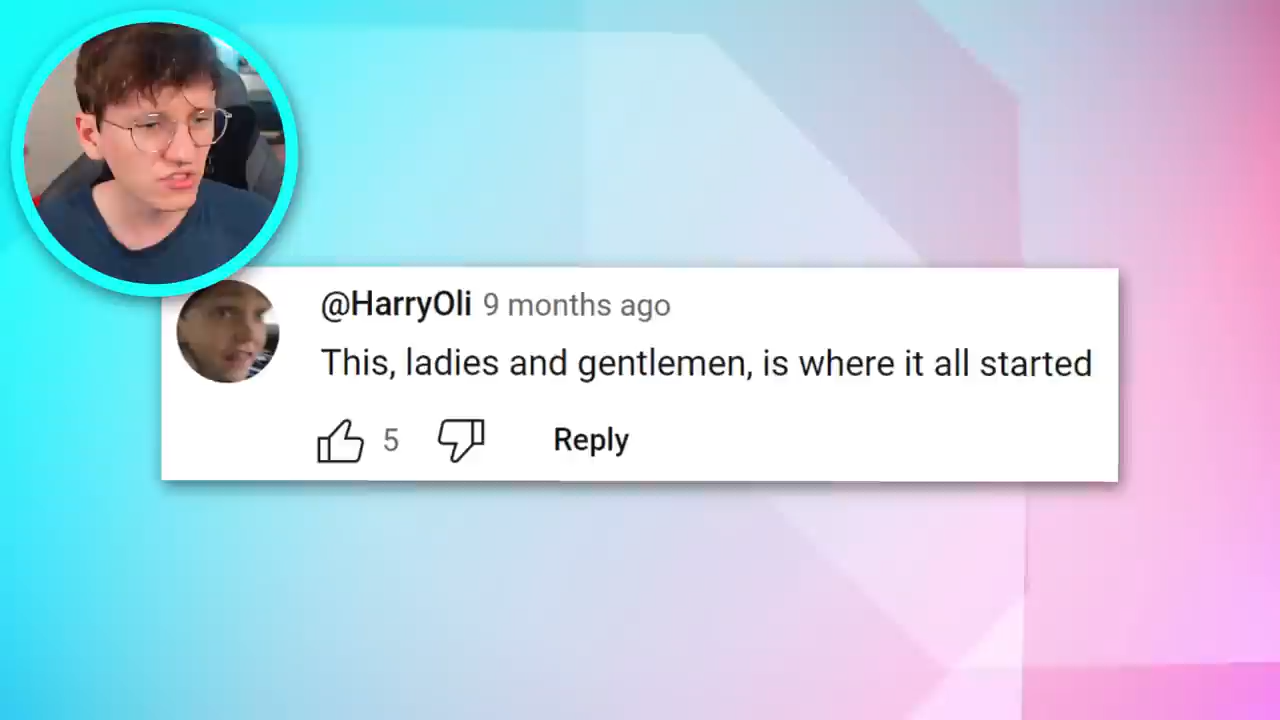 @HarryOli 9 months ago
This, ladies and gentlemen, is where it all started
5 Reply